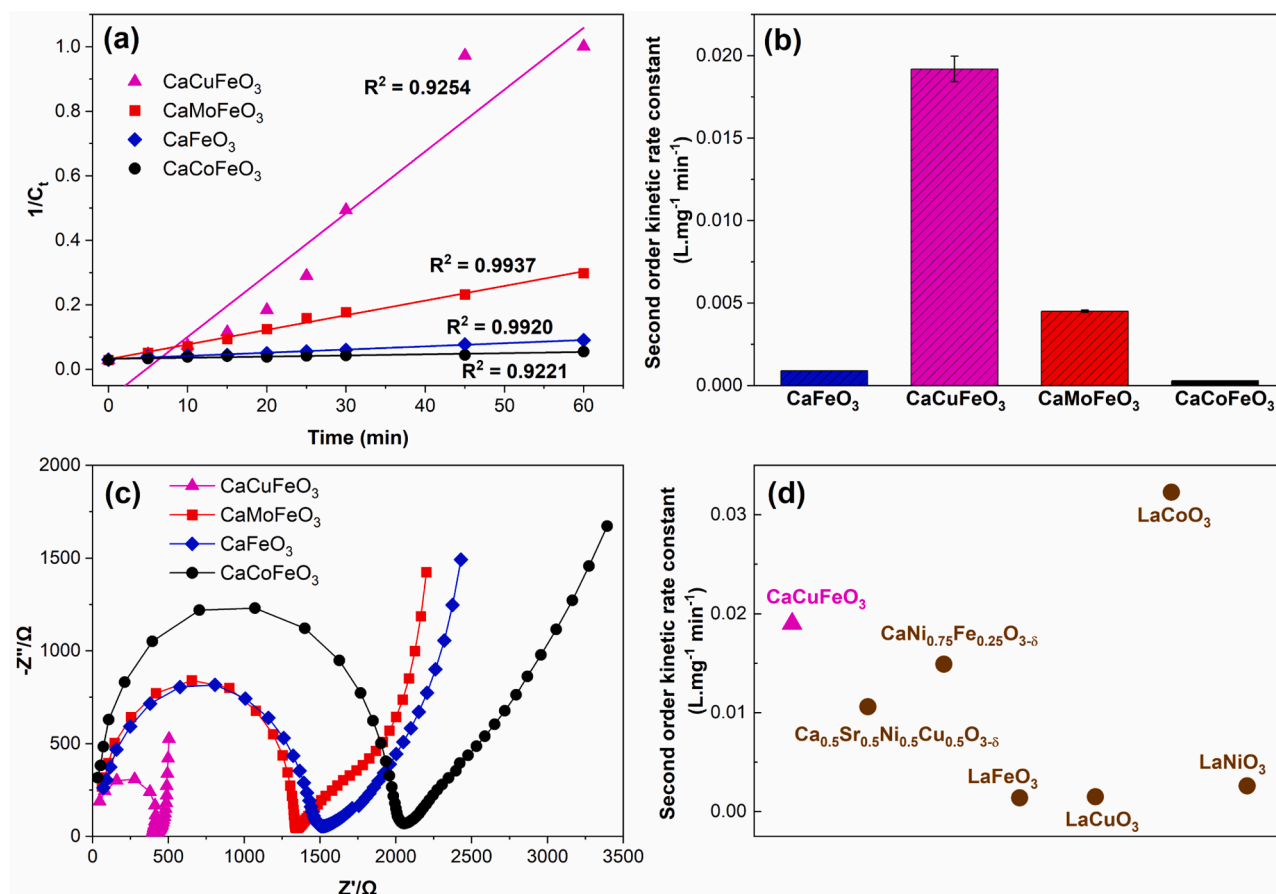 (a)
CaCuFeO₃
CaMoFeO₃
CaFeO₃
CaCoFeO₃
R² = 0.9254
R² = 0.9937
R² = 0.9920
R² = 0.9221
1/Cₜ
1.0
0.8
0.6
0.4
0.2
0.0
0 10 20 30 40 50 60
Time (min)
(b)
Second order kinetic rate constant
(L.mg⁻¹ min⁻¹)
0.020
0.015
0.010
0.005
0.000
CaFeO₃ CaCuFeO₃ CaMoFeO₃ CaCoFeO₃
(c)
CaCuFeO₃
CaMoFeO₃
CaFeO₃
CaCoFeO₃
-Z''/Ω
2000
1500
1000
500
0
0 500 1000 1500 2000 2500 3000 3500
Z'/Ω
(d)
Second order kinetic rate constant
(L.mg⁻¹ min⁻¹)
0.03
0.02
0.01
0.00
LaCoO₃
CaCuFeO₃
CaNi₀.₇₅Fe₀.₂₅O₃₋δ
Ca₀.₅Sr₀.₅Ni₀.₅Cu₀.₅O₃₋δ
LaFeO₃
LaNiO₃
LaCuO₃